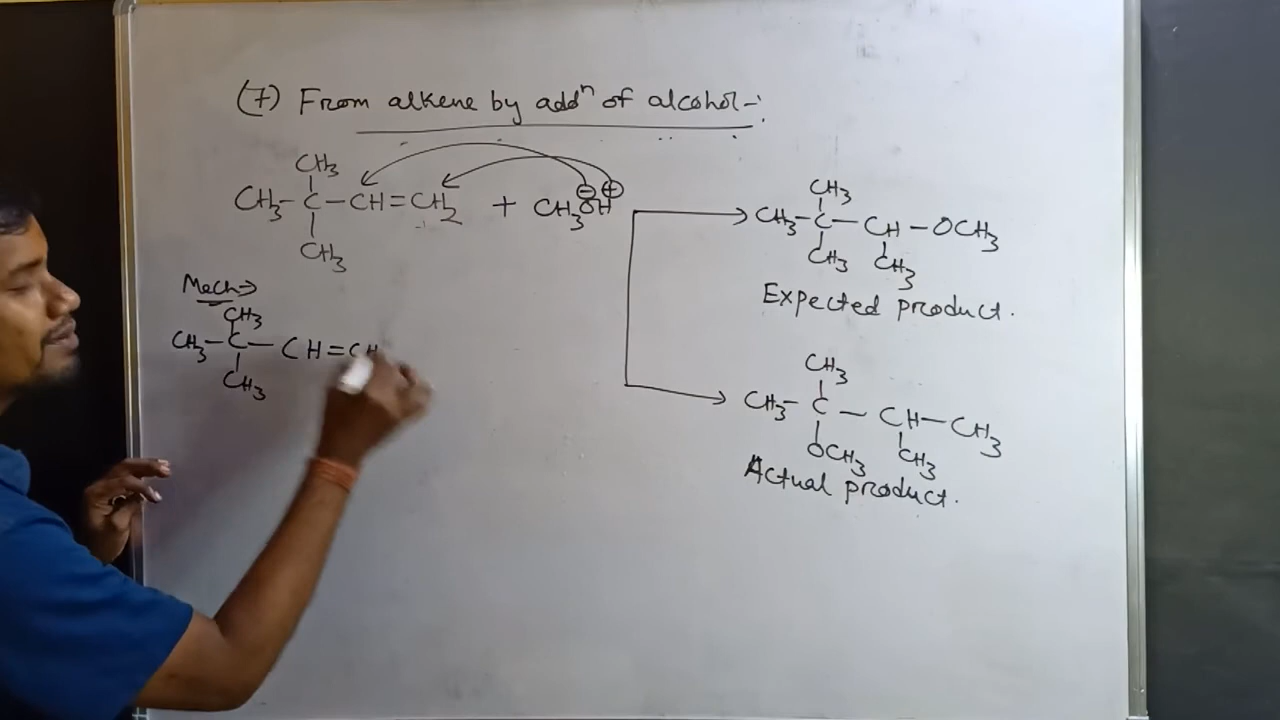 (7) From alkene by addⁿ of alcohol -:
CH₃
CH₃-C-CH=CH₂ + CH₃OH
⊖ ⊕
CH₃
CH₃
CH₃-C-CH-OCH₃
CH₃ CH₃
Expected product.
Mech→
CH₃
CH₃-C-CH=CH
CH₃
CH₃
CH₃-C-CH-CH₃
OCH₃ CH₃
Actual product.